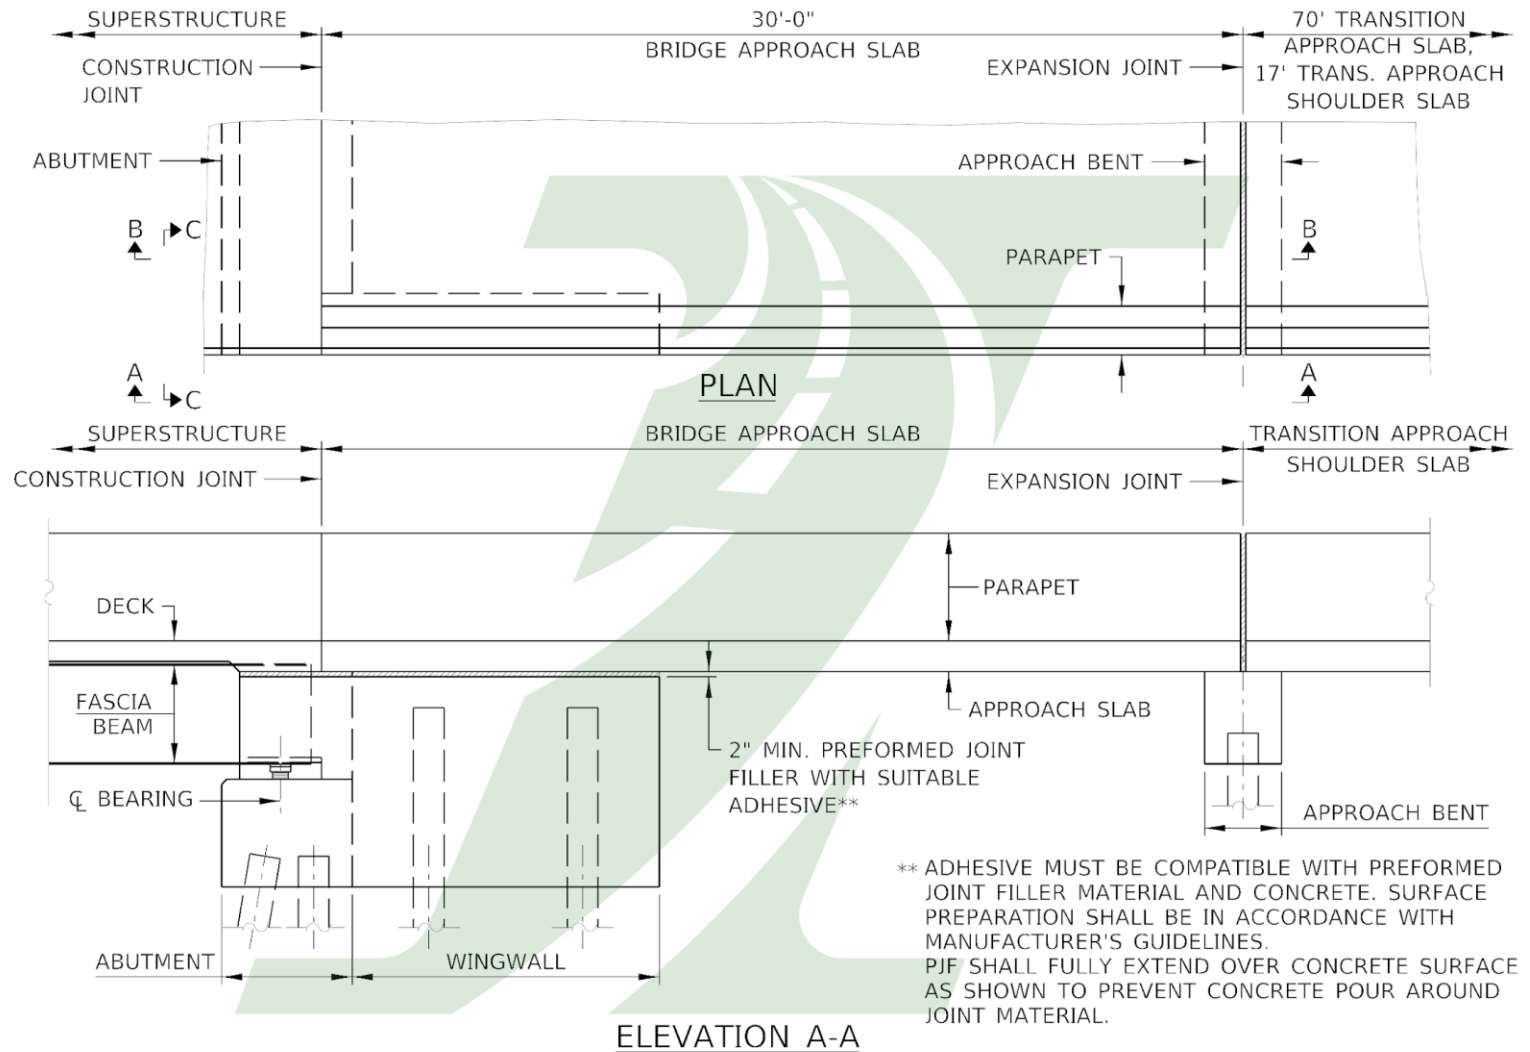 SUPERSTRUCTURE
30'-0"
BRIDGE APPROACH SLAB
70' TRANSITION
APPROACH SLAB,
17' TRANS. APPROACH
SHOULDER SLAB
CONSTRUCTION
JOINT
EXPANSION JOINT
ABUTMENT
APPROACH BENT
B
C
B
PARAPET
A
C
PLAN
A
SUPERSTRUCTURE
BRIDGE APPROACH SLAB
TRANSITION APPROACH
SHOULDER SLAB
CONSTRUCTION JOINT
EXPANSION JOINT
DECK
PARAPET
FASCIA
BEAM
APPROACH SLAB
2" MIN. PREFORMED JOINT
FILLER WITH SUITABLE
ADHESIVE**
℄ BEARING
APPROACH BENT
** ADHESIVE MUST BE COMPATIBLE WITH PREFORMED
JOINT FILLER MATERIAL AND CONCRETE. SURFACE
PREPARATION SHALL BE IN ACCORDANCE WITH
MANUFACTURER'S GUIDELINES.
PJF SHALL FULLY EXTEND OVER CONCRETE SURFACE
AS SHOWN TO PREVENT CONCRETE POUR AROUND
JOINT MATERIAL.
ABUTMENT
WINGWALL
ELEVATION A-A